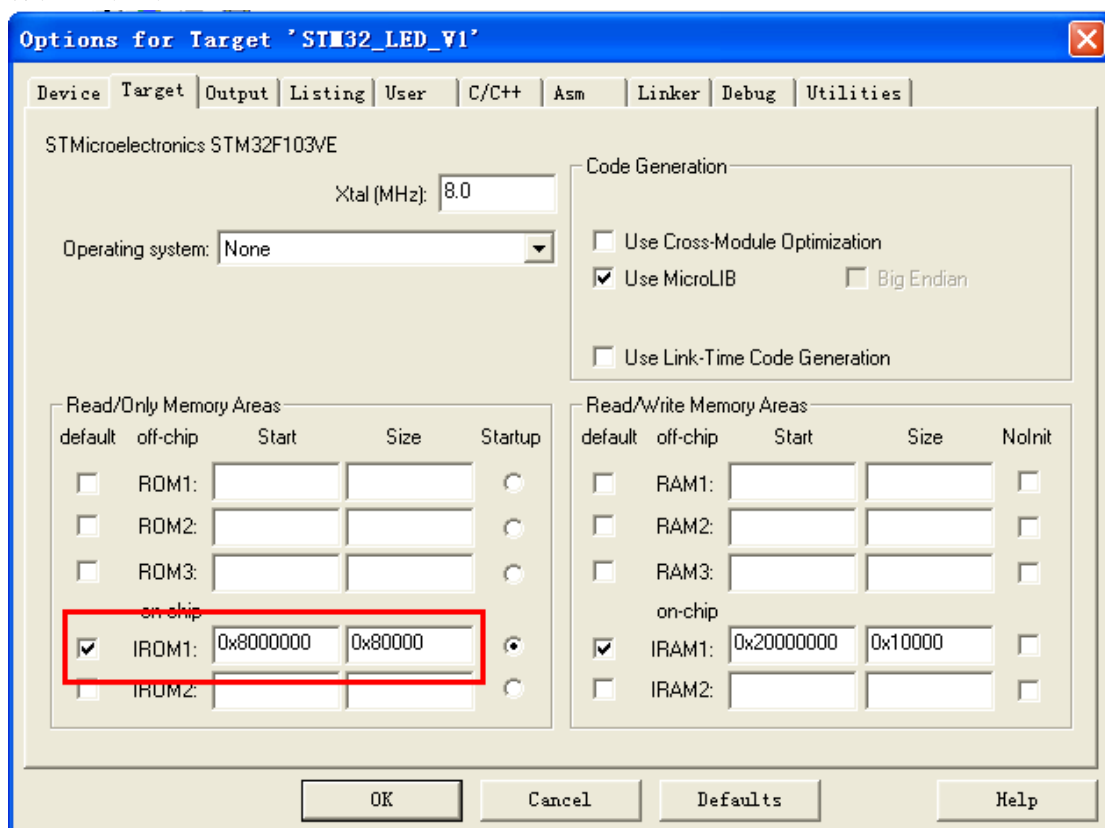 Options for Target 'STM32_LED_V1'
Device Target Output Listing User C/C++ Asm Linker Debug Utilities
STMicroelectronics STM32F103VE
Xtal (MHz): 8.0
Operating system: None
Code Generation
Use Cross-Module Optimization
Use MicroLIB Big Endian
Use Link-Time Code Generation
Read/Only Memory Areas
default off-chip Start Size Startup
ROM1:
ROM2:
ROM3:
on-chip
IROM1: 0x8000000 0x80000
IROM2:
Read/Write Memory Areas
default off-chip Start Size NoInit
RAM1:
RAM2:
RAM3:
on-chip
IRAM1: 0x20000000 0x10000
IRAM2:
OK Cancel Defaults Help